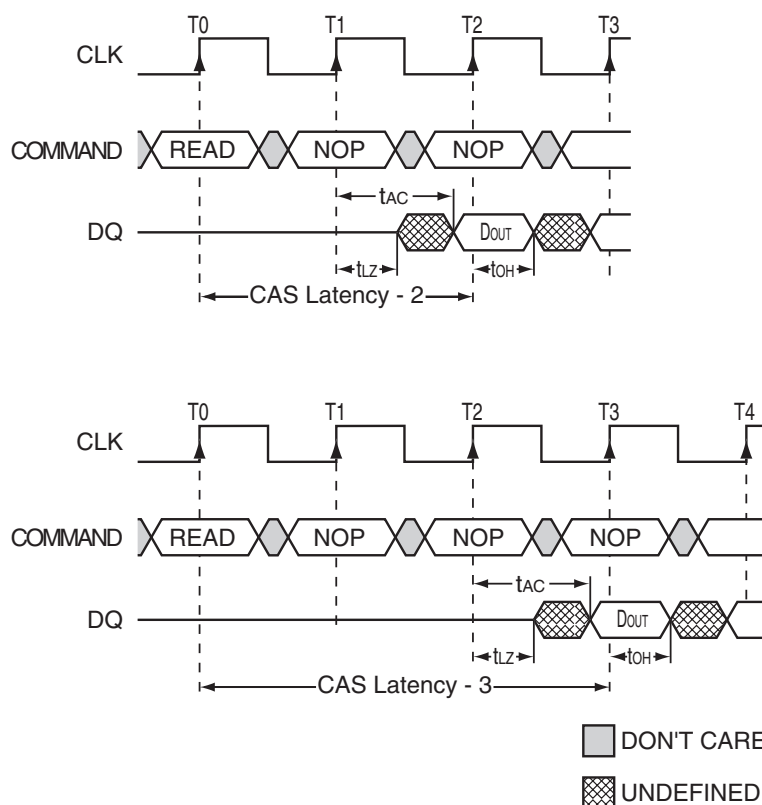 T0 T1 T2 T3
CLK
COMMAND READ NOP NOP
tAC
DQ DOUT
tLZ tOH
CAS Latency - 2
T0 T1 T2 T3 T4
CLK
COMMAND READ NOP NOP NOP
tAC
DQ DOUT
tLZ tOH
CAS Latency - 3
DON'T CARE
UNDEFINED